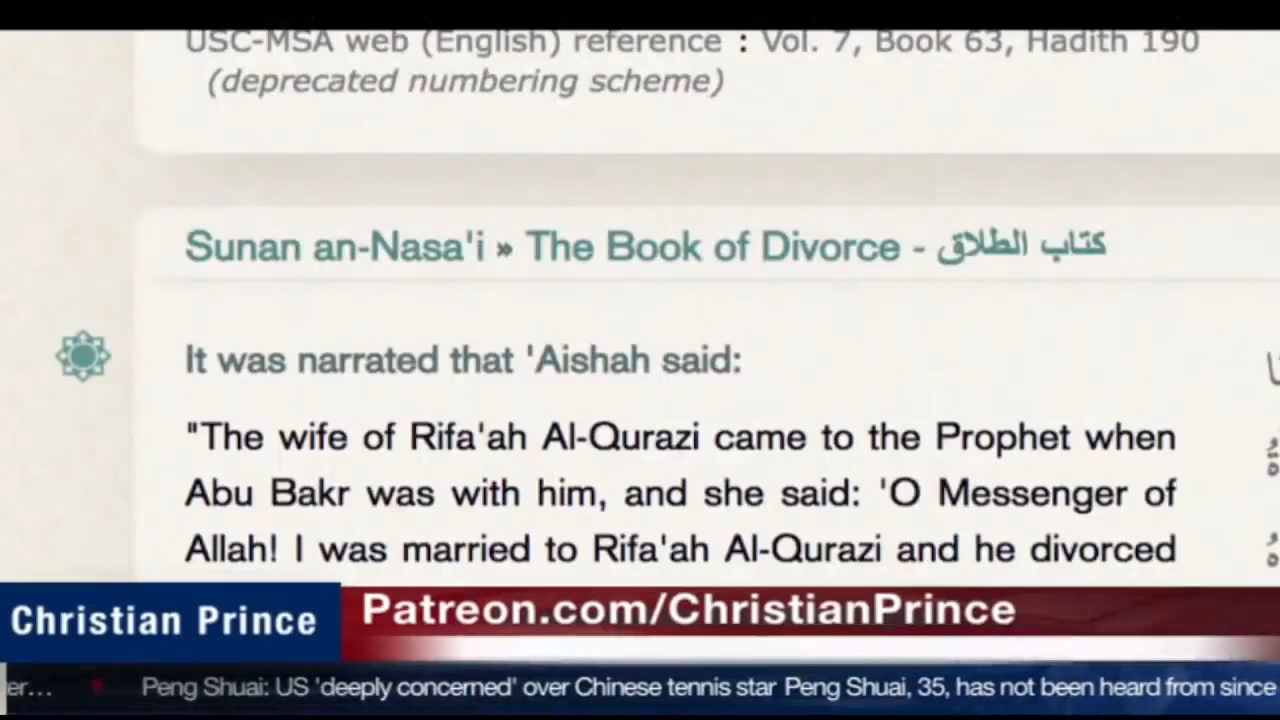 USC-MSA web (English) reference : Vol. 7, Book 63, Hadith 190
(deprecated numbering scheme)
Sunan an-Nasa'i » The Book of Divorce - كتاب الطلاق
It was narrated that 'Aishah said:
"The wife of Rifa'ah Al-Qurazi came to the Prophet when
Abu Bakr was with him, and she said: 'O Messenger of
Allah! I was married to Rifa'ah Al-Qurazi and he divorced
Christian Prince
Patreon.com/ChristianPrince
er… Peng Shuai: US 'deeply concerned' over Chinese tennis star Peng Shuai, 35, has not been heard from since